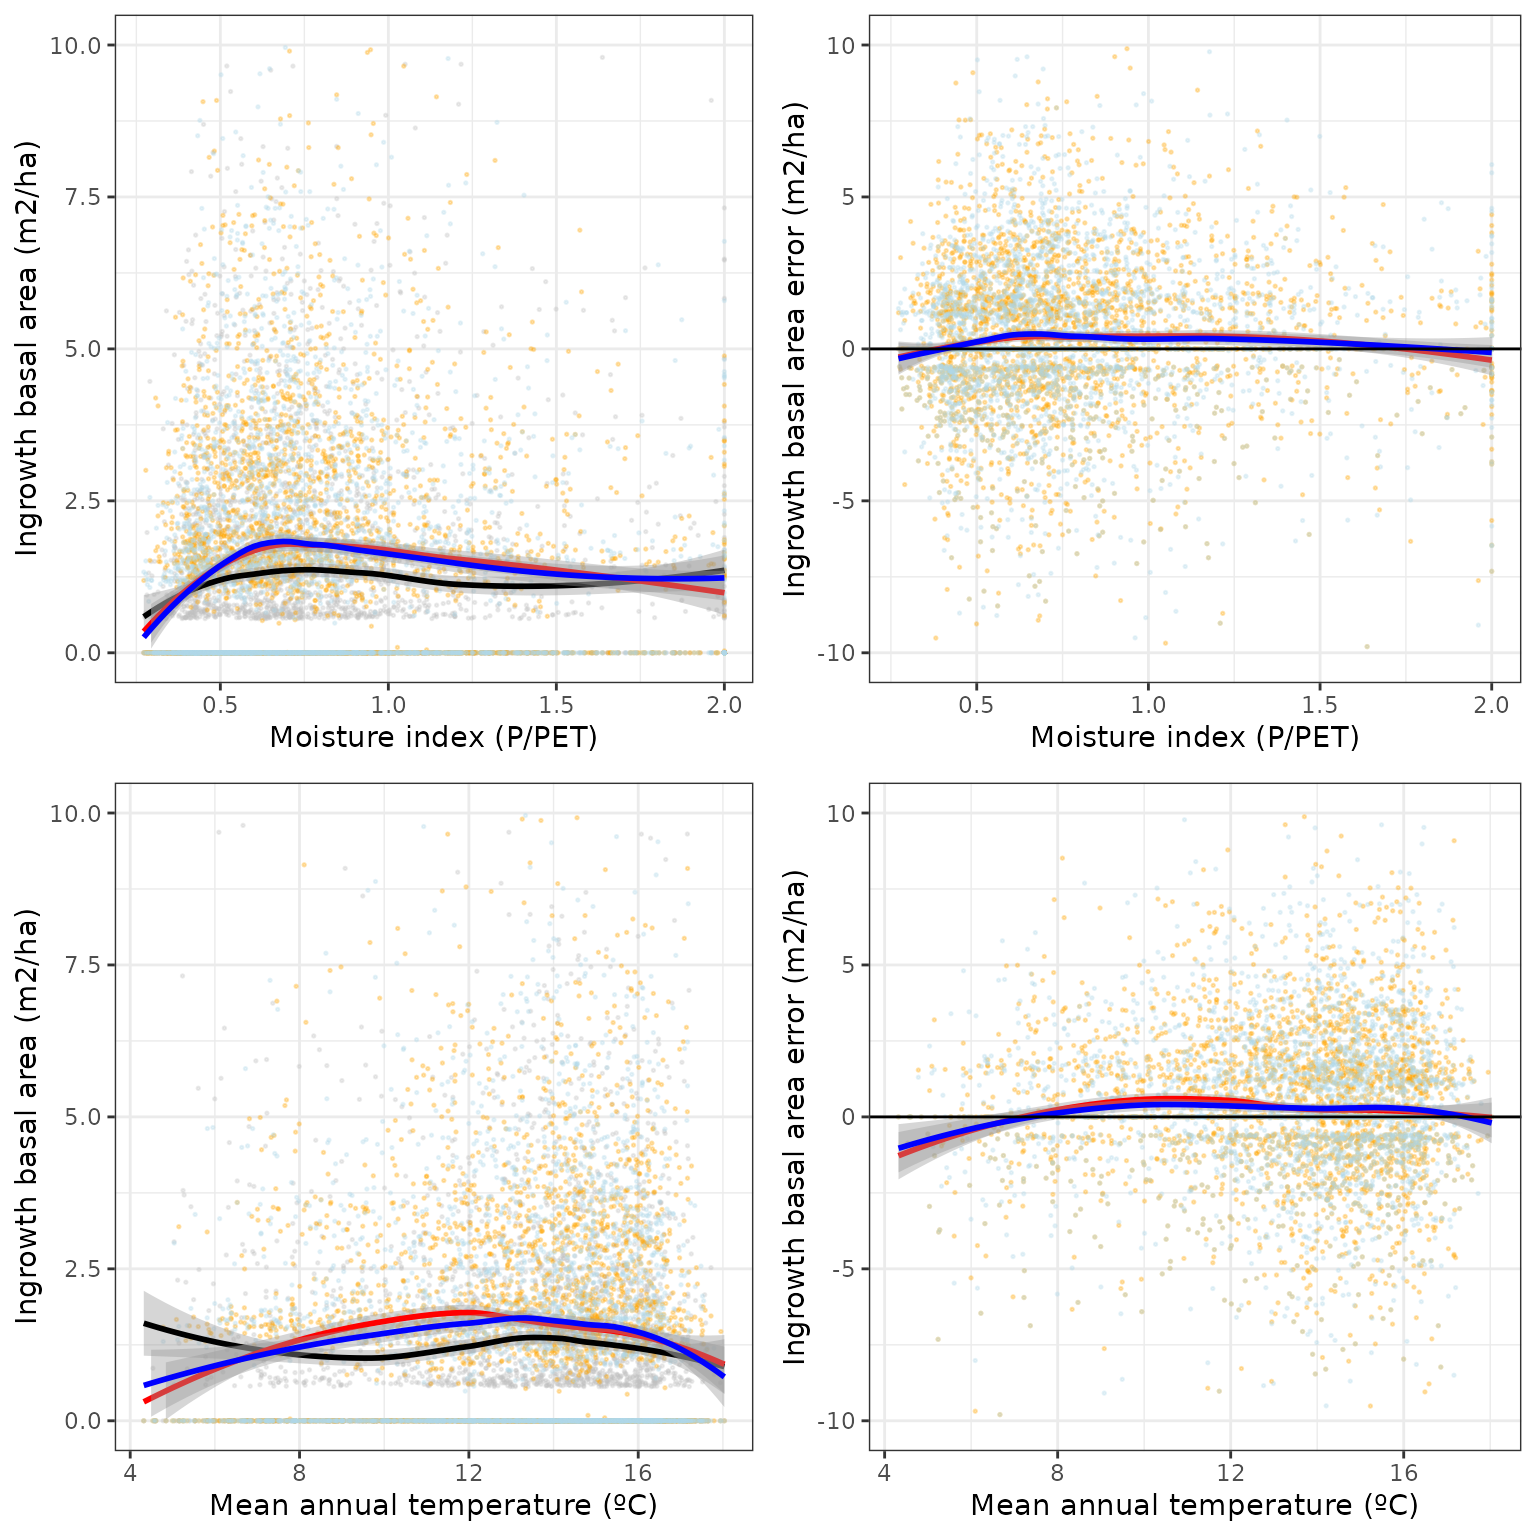 Ingrowth basal area (m2/ha)
10.0
7.5
5.0
2.5
0.0
0.5 1.0 1.5 2.0
Moisture index (P/PET)
Ingrowth basal area error (m2/ha)
10
5
0
-5
-10
0.5 1.0 1.5 2.0
Moisture index (P/PET)
Ingrowth basal area (m2/ha)
10.0
7.5
5.0
2.5
0.0
4 8 12 16
Mean annual temperature (ºC)
Ingrowth basal area error (m2/ha)
10
5
0
-5
-10
4 8 12 16
Mean annual temperature (ºC)